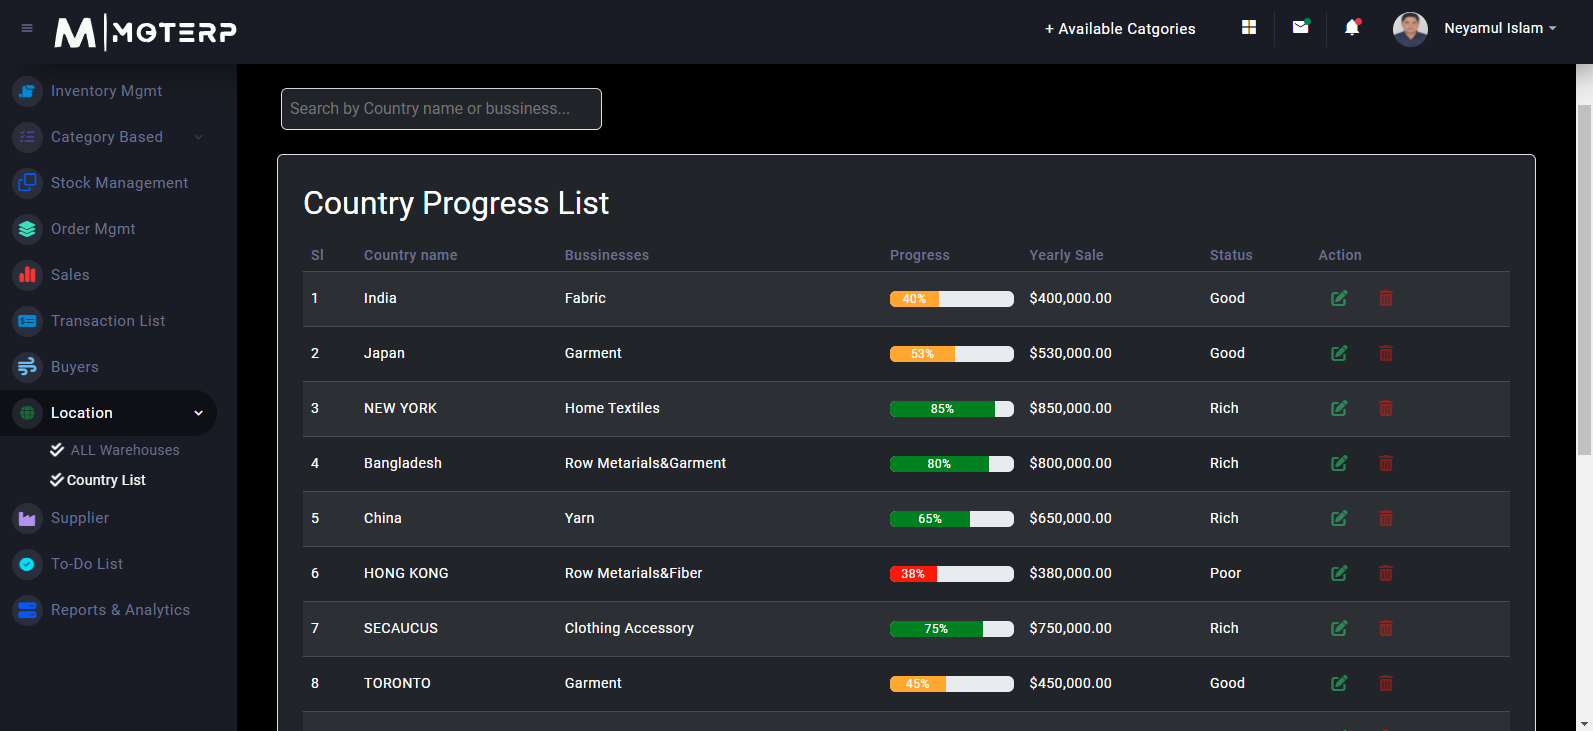 M|MOTERP
+ Available Catgories
Neyamul Islam
Inventory Mgmt
Category Based
Stock Management
Order Mgmt
Sales
Transaction List
Buyers
Location
ALL Warehouses
Country List
Supplier
To-Do List
Reports & Analytics
Search by Country name or bussiness...
Country Progress List
Sl Country name Bussinesses Progress Yearly Sale Status Action
1 India Fabric 40% $400,000.00 Good
2 Japan Garment 53% $530,000.00 Good
3 NEW YORK Home Textiles 85% $850,000.00 Rich
4 Bangladesh Row Metarials&Garment 80% $800,000.00 Rich
5 China Yarn 65% $650,000.00 Rich
6 HONG KONG Row Metarials&Fiber 38% $380,000.00 Poor
7 SECAUCUS Clothing Accessory 75% $750,000.00 Rich
8 TORONTO Garment 45% $450,000.00 Good